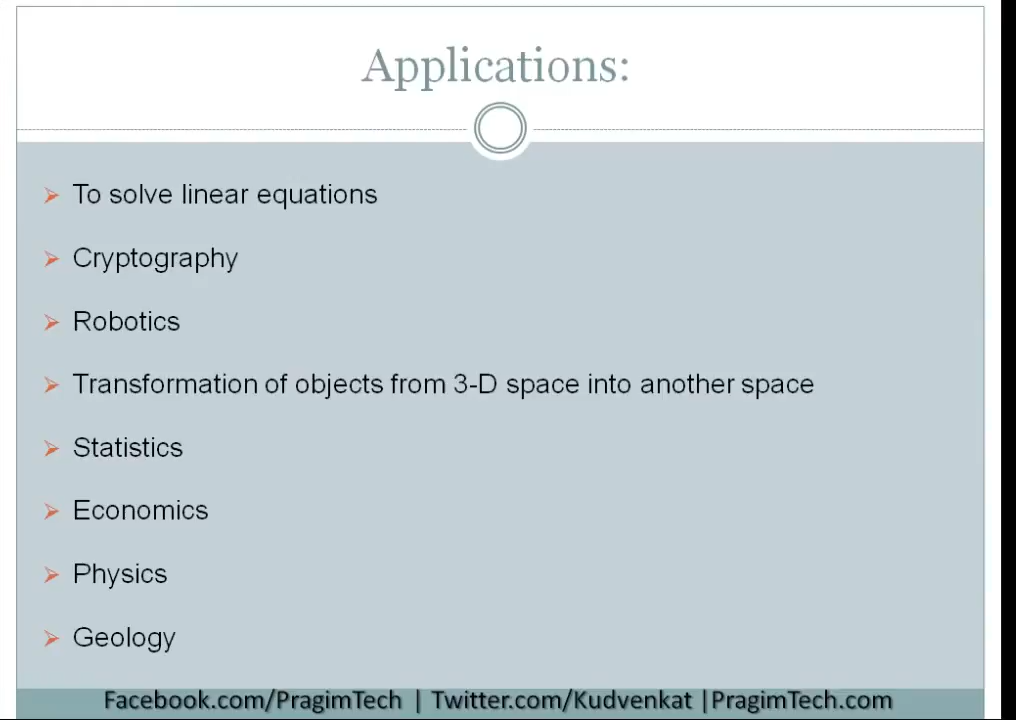 Applications:
To solve linear equations
Cryptography
Robotics
Transformation of objects from 3-D space into another space
Statistics
Economics
Physics
Geology
Facebook.com/PragimTech | Twitter.com/Kudvenkat |PragimTech.com